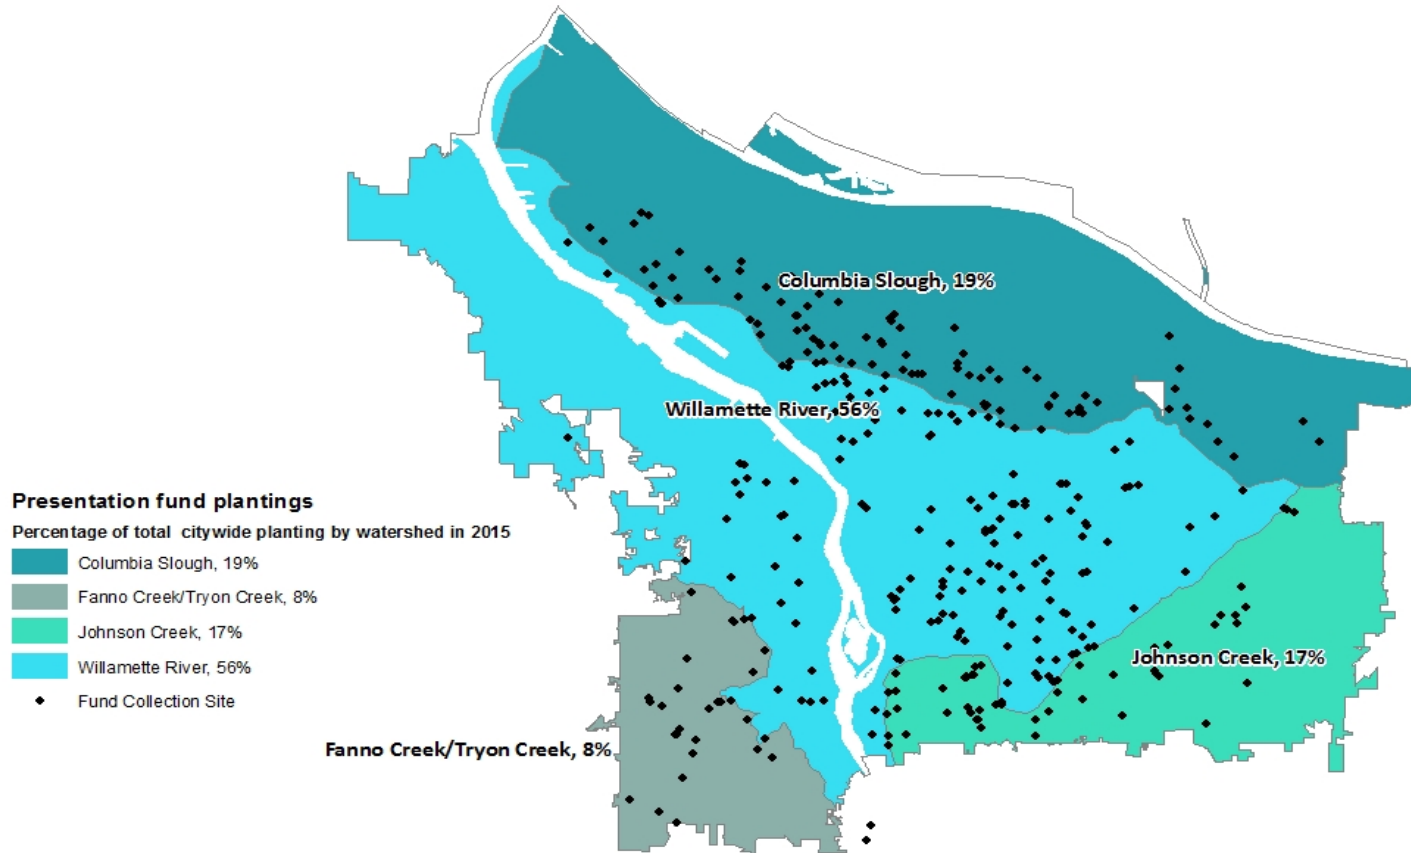 Columbia Slough, 19%
Willamette River, 56%
Presentation fund plantings
Percentage of total citywide planting by watershed in 2015
Columbia Slough, 19%
Fanno Creek/Tryon Creek, 8%
Johnson Creek, 17%
Willamette River, 56%
Fund Collection Site
Johnson Creek, 17%
Fanno Creek/Tryon Creek, 8%